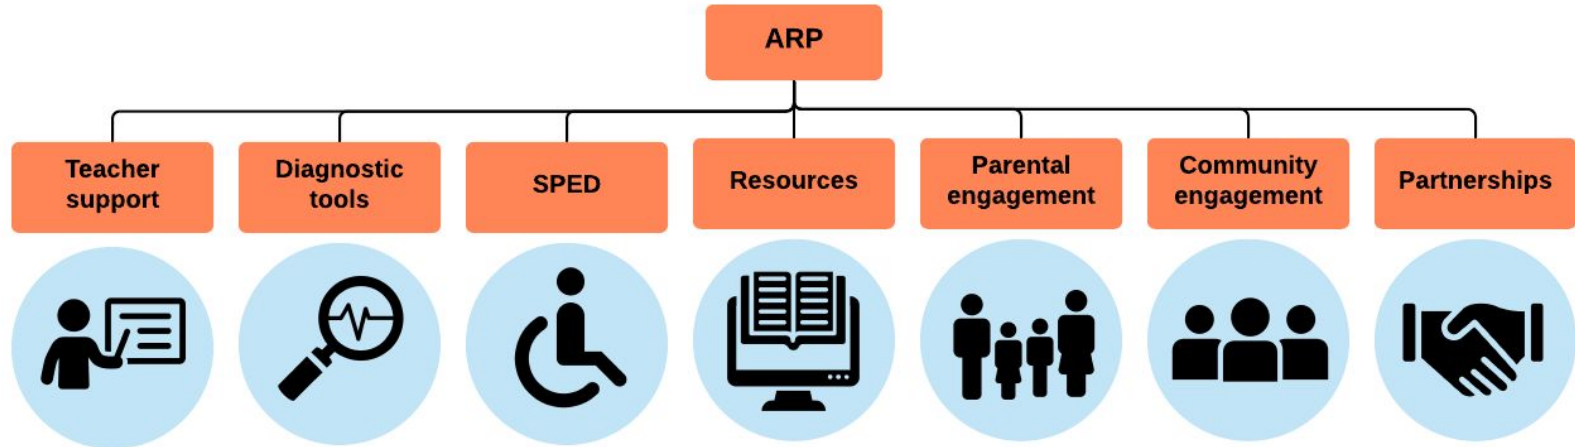 ARP
Teacher
support
Diagnostic
tools
SPED
Resources
Parental
engagement
Community
engagement
Partnerships